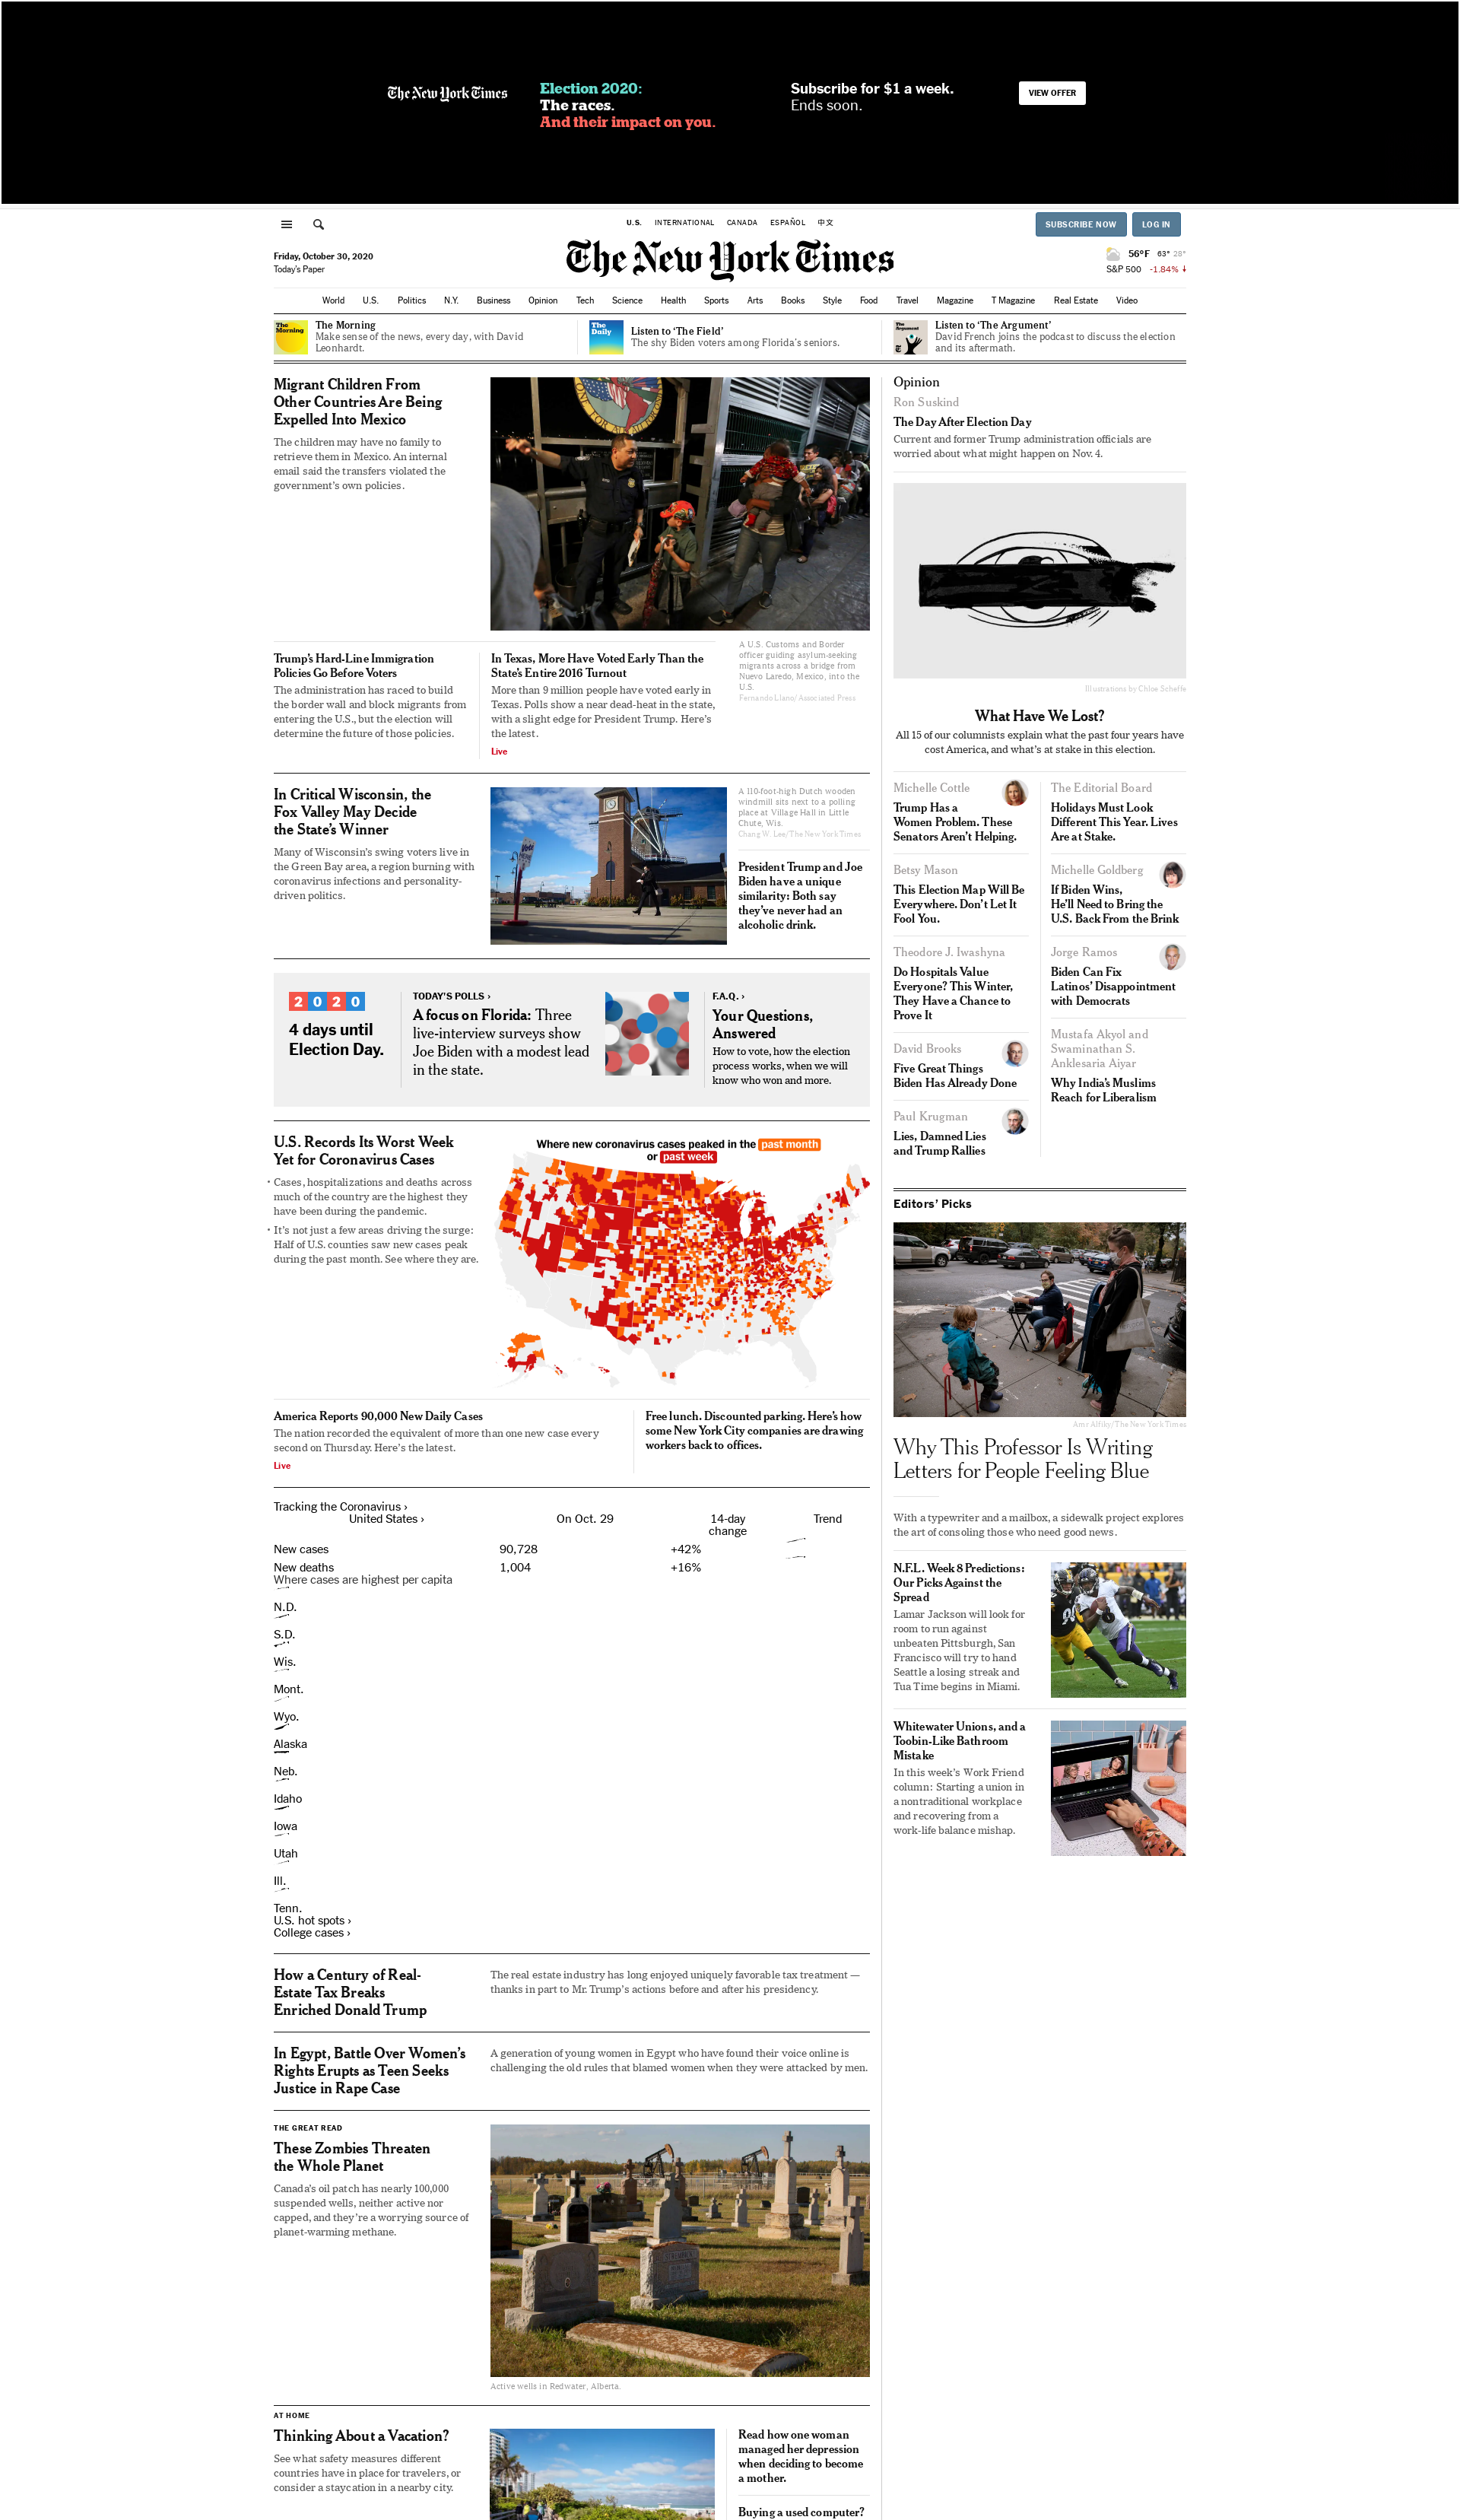 The New York Times
Election 2020:
The races.
And their impact on you.
Subscribe for $1 a week.
Ends soon.
VIEW OFFER
U.S. INTERNATIONAL CANADA ESPAÑOL 中文
SUBSCRIBE NOW LOG IN
Friday, October 30, 2020
Today's Paper
The New York Times
56°F 63° 28°
S&P 500 -1.84%
World U.S. Politics N.Y. Business Opinion Tech Science Health Sports Arts Books Style Food Travel Magazine T Magazine Real Estate Video
The Morning
The Morning
Make sense of the news, every day, with David
Leonhardt.
The Daily
Listen to ‘The Field’
The shy Biden voters among Florida's seniors.
The Argument
Listen to ‘The Argument’
David French joins the podcast to discuss the election
and its aftermath.
Migrant Children From
Other Countries Are Being
Expelled Into Mexico
The children may have no family to
retrieve them in Mexico. An internal
email said the transfers violated the
government’s own policies.
A U.S. Customs and Border
officer guiding asylum-seeking
migrants across a bridge from
Nuevo Laredo, Mexico, into the
U.S.
Fernando Llano/Associated Press
Trump’s Hard-Line Immigration
Policies Go Before Voters
The administration has raced to build
the border wall and block migrants from
entering the U.S., but the election will
determine the future of those policies.
In Texas, More Have Voted Early Than the
State’s Entire 2016 Turnout
More than 9 million people have voted early in
Texas. Polls show a near dead-heat in the state,
with a slight edge for President Trump. Here’s
the latest.
Live
In Critical Wisconsin, the
Fox Valley May Decide
the State’s Winner
Many of Wisconsin’s swing voters live in
the Green Bay area, a region burning with
coronavirus infections and personality-
driven politics.
A 110-foot-high Dutch wooden
windmill sits next to a polling
place at Village Hall in Little
Chute, Wis.
Chang W. Lee/The New York Times
President Trump and Joe
Biden have a unique
similarity: Both say
they’ve never had an
alcoholic drink.
2020
4 days until
Election Day.
TODAY’S POLLS ›
A focus on Florida: Three
live-interview surveys show
Joe Biden with a modest lead
in the state.
F.A.Q. ›
Your Questions,
Answered
How to vote, how the election
process works, when we will
know who won and more.
U.S. Records Its Worst Week
Yet for Coronavirus Cases
• Cases, hospitalizations and deaths across
much of the country are the highest they
have been during the pandemic.
• It’s not just a few areas driving the surge:
Half of U.S. counties saw new cases peak
during the past month. See where they are.
Where new coronavirus cases peaked in the past month
or past week
America Reports 90,000 New Daily Cases
The nation recorded the equivalent of more than one new case every
second on Thursday. Here’s the latest.
Live
Free lunch. Discounted parking. Here’s how
some New York City companies are drawing
workers back to offices.
Tracking the Coronavirus ›
United States › On Oct. 29 14-day
change Trend
New cases 90,728 +42%
New deaths 1,004 +16%
Where cases are highest per capita
N.D.
S.D.
Wis.
Mont.
Wyo.
Alaska
Neb.
Idaho
Iowa
Utah
Ill.
Tenn.
U.S. hot spots ›
College cases ›
How a Century of Real-
Estate Tax Breaks
Enriched Donald Trump
The real estate industry has long enjoyed uniquely favorable tax treatment —
thanks in part to Mr. Trump’s actions before and after his presidency.
In Egypt, Battle Over Women’s
Rights Erupts as Teen Seeks
Justice in Rape Case
A generation of young women in Egypt who have found their voice online is
challenging the old rules that blamed women when they were attacked by men.
THE GREAT READ
These Zombies Threaten
the Whole Planet
Canada’s oil patch has nearly 100,000
suspended wells, neither active nor
capped, and they’re a worrying source of
planet-warming methane.
Active wells in Redwater, Alberta.
AT HOME
Thinking About a Vacation?
See what safety measures different
countries have in place for travelers, or
consider a staycation in a nearby city.
Read how one woman
managed her depression
when deciding to become
a mother.
Buying a used computer?
Opinion
Ron Suskind
The Day After Election Day
Current and former Trump administration officials are
worried about what might happen on Nov. 4.
Illustrations by Chloe Scheffe
What Have We Lost?
All 15 of our columnists explain what the past four years have
cost America, and what’s at stake in this election.
Michelle Cottle
Trump Has a
Women Problem. These
Senators Aren’t Helping.
Betsy Mason
This Election Map Will Be
Everywhere. Don’t Let It
Fool You.
Theodore J. Iwashyna
Do Hospitals Value
Everyone? This Winter,
They Have a Chance to
Prove It
David Brooks
Five Great Things
Biden Has Already Done
Paul Krugman
Lies, Damned Lies
and Trump Rallies
The Editorial Board
Holidays Must Look
Different This Year. Lives
Are at Stake.
Michelle Goldberg
If Biden Wins,
He’ll Need to Bring the
U.S. Back From the Brink
Jorge Ramos
Biden Can Fix
Latinos’ Disappointment
with Democrats
Mustafa Akyol and
Swaminathan S.
Anklesaria Aiyar
Why India’s Muslims
Reach for Liberalism
Editors’ Picks
Amr Alfiky/The New York Times
Why This Professor Is Writing
Letters for People Feeling Blue
With a typewriter and a mailbox, a sidewalk project explores
the art of consoling those who need good news.
N.F.L. Week 8 Predictions:
Our Picks Against the
Spread
Lamar Jackson will look for
room to run against
unbeaten Pittsburgh, San
Francisco will try to hand
Seattle a losing streak and
Tua Time begins in Miami.
Whitewater Unions, and a
Toobin-Like Bathroom
Mistake
In this week’s Work Friend
column: Starting a union in
a nontraditional workplace
and recovering from a
work-life balance mishap.